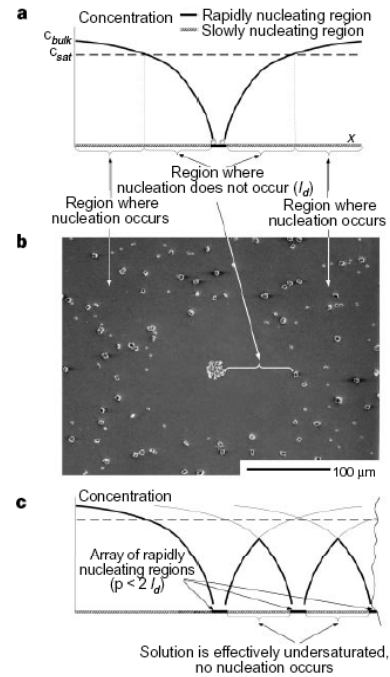 a
Concentration
Rapidly nucleating region
Slowly nucleating region
C_bulk
C_sat
x
Region where
nucleation does not occur (l_d)
Region where
nucleation occurs
Region where
nucleation occurs
b
100 µm
c
Concentration
Array of rapidly
nucleating regions
(p < 2 l_d)
Solution is effectively undersaturated,
no nucleation occurs